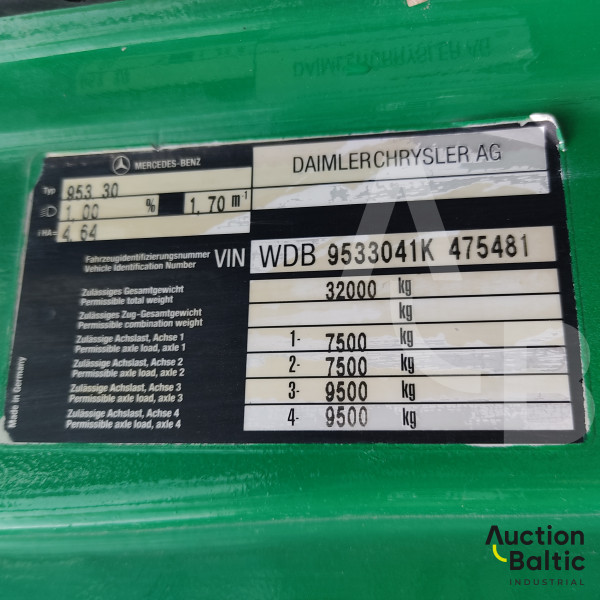 MERCEDES-BENZ
DAIMLERCHRYSLER AG
Typ 953 30
1,00 % 1,70 m⁻¹
iHA= 4,64
Fahrzeugidentifizierungsnummer
Vehicle Identification Number
VIN WDB 9533041K 475481
Zulässiges Gesamtgewicht
Permissible total weight
32000 kg
Zulässiges Zug-Gesamtgewicht
Permissible combination weight
kg
Zulässige Achslast, Achse 1
Permissible axle load, axle 1
1- 7500 kg
Zulässige Achslast, Achse 2
Permissible axle load, axle 2
2- 7500 kg
Zulässige Achslast, Achse 3
Permissible axle load, axle 3
3- 9500 kg
Zulässige Achslast, Achse 4
Permissible axle load, axle 4
4- 9500 kg
Made in Germany
Auction
Baltic
INDUSTRIAL